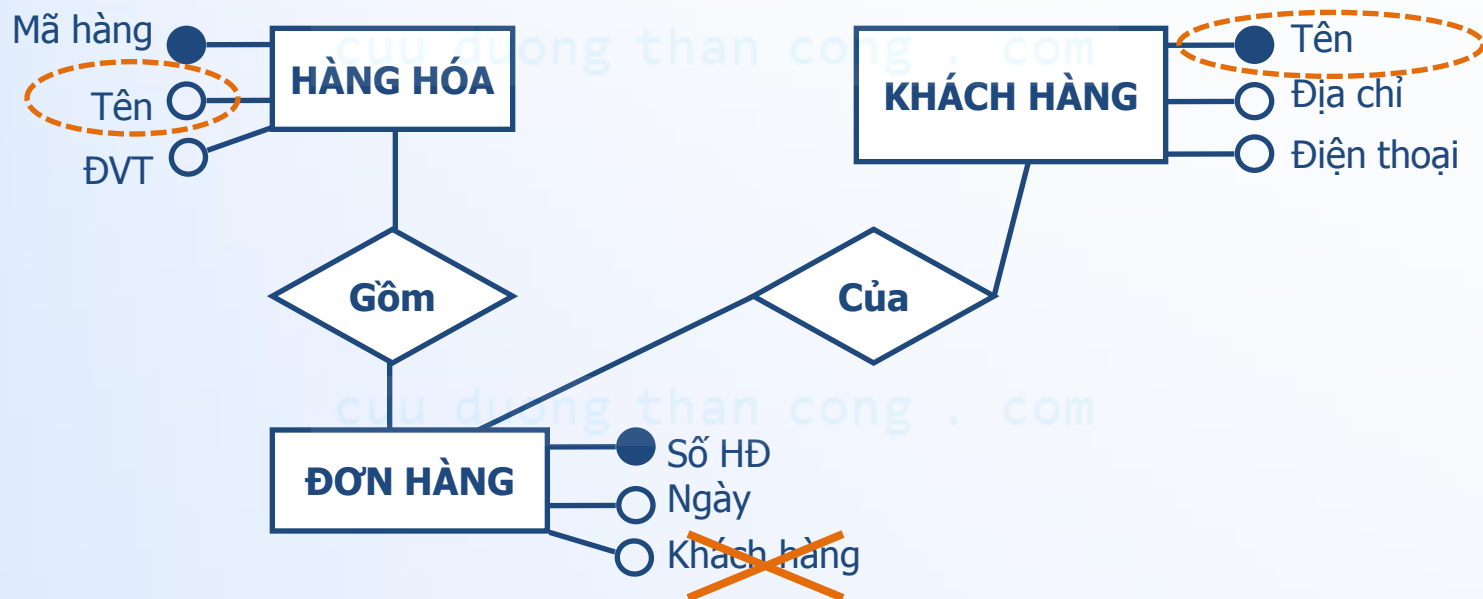 Mã hàng
Tên
ĐVT
HÀNG HÓA
cuu duong than cong . com
KHÁCH HÀNG
Tên
Địa chỉ
Điện thoại
Gồm
Của
cuu duong than cong . com
ĐƠN HÀNG
Số HĐ
Ngày
Khách hàng